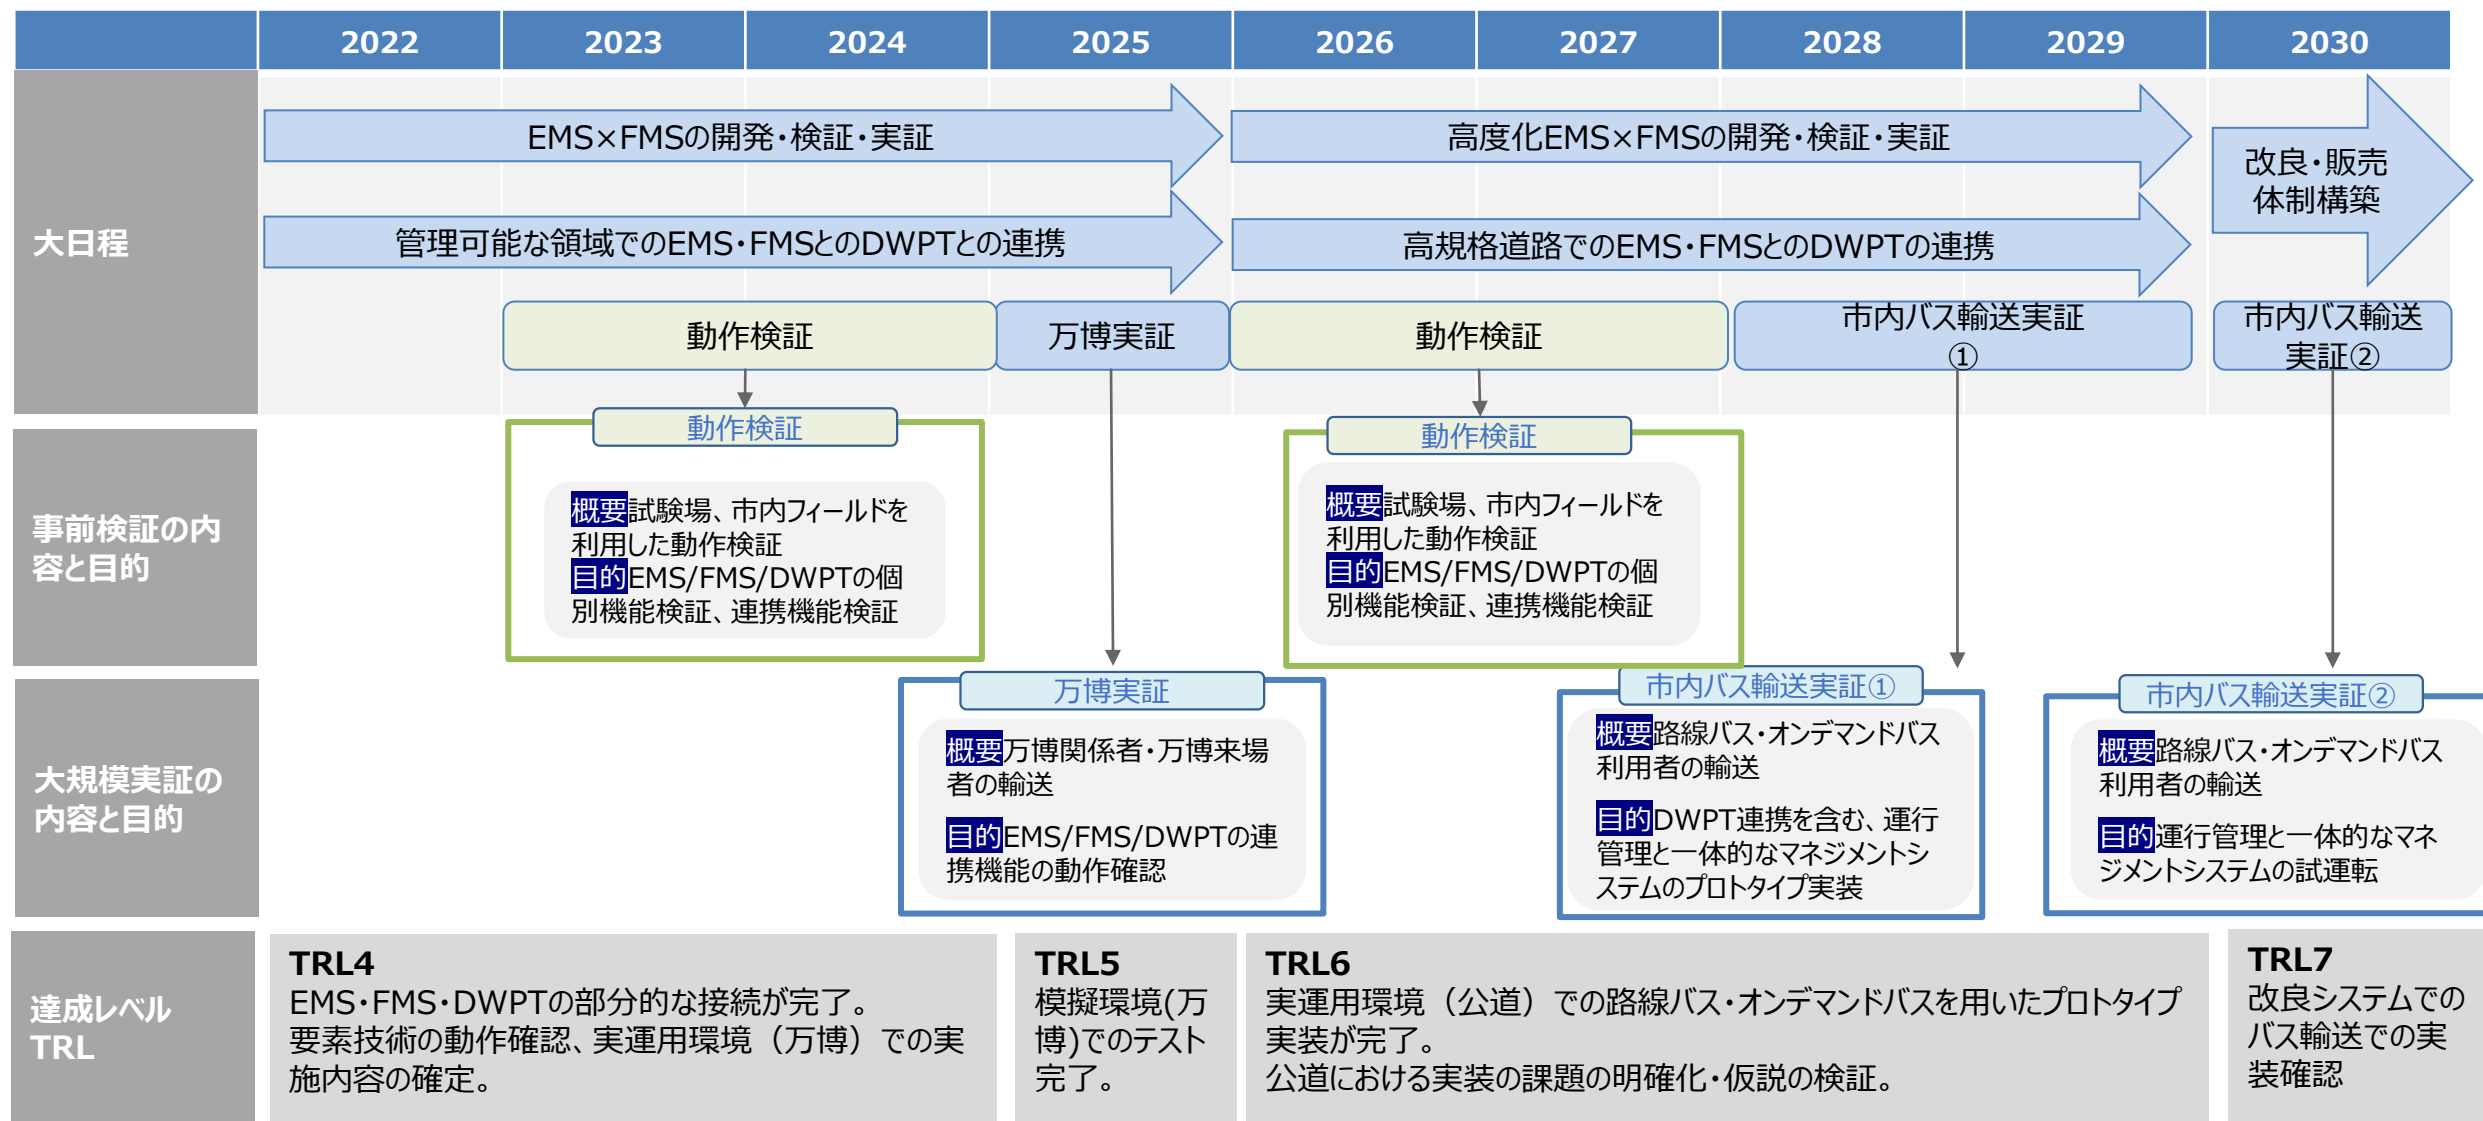 2022
2023
2024
2025
2026
2027
2028
2029
2030
大日程
EMS×FMSの開発・検証・実証
高度化EMS×FMSの開発・検証・実証
改良・販売
体制構築
管理可能な領域でのEMS・FMSとのDWPTとの連携
高規格道路でのEMS・FMSとのDWPTの連携
動作検証
万博実証
動作検証
市内バス輸送実証
①
市内バス輸送
実証②
事前検証の内
容と目的
動作検証
概要試験場、市内フィールドを
利用した動作検証
目的EMS/FMS/DWPTの個
別機能検証、連携機能検証
動作検証
概要試験場、市内フィールドを
利用した動作検証
目的EMS/FMS/DWPTの個
別機能検証、連携機能検証
大規模実証の
内容と目的
万博実証
概要万博関係者・万博来場
者の輸送
目的EMS/FMS/DWPTの連
携機能の動作確認
市内バス輸送実証①
概要路線バス・オンデマンドバス
利用者の輸送
目的DWPT連携を含む、運行
管理と一体的なマネジメントシ
ステムのプロトタイプ実装
市内バス輸送実証②
概要路線バス・オンデマンドバス
利用者の輸送
目的運行管理と一体的なマネ
ジメントシステムの試運転
達成レベル
TRL
TRL4
EMS・FMS・DWPTの部分的な接続が完了。
要素技術の動作確認、実運用環境（万博）での実
施内容の確定。
TRL5
模擬環境(万
博)でのテスト
完了。
TRL6
実運用環境（公道）での路線バス・オンデマンドバスを用いたプロトタイプ
実装が完了。
公道における実装の課題の明確化・仮説の検証。
TRL7
改良システムでの
バス輸送での実
装確認